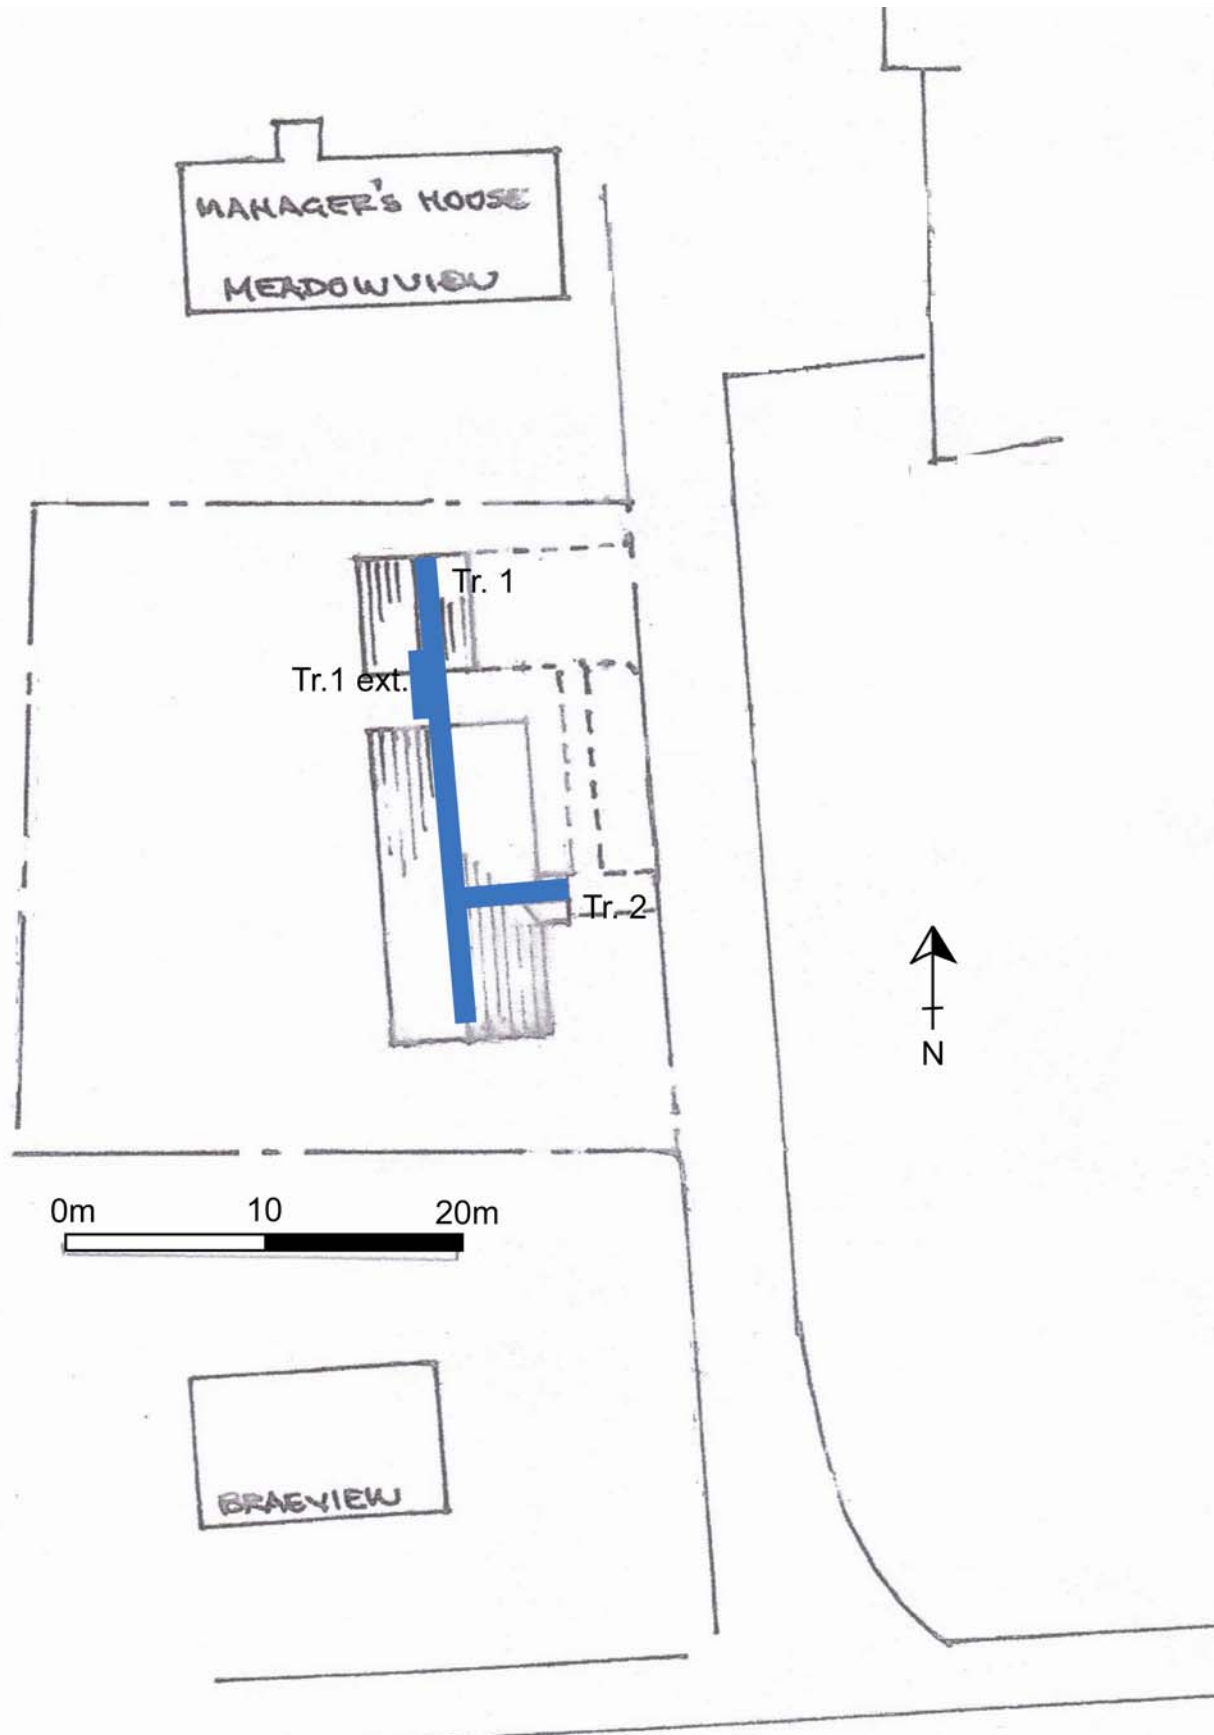 MANAGER'S HOUSE
MEADOWVIEW
Tr. 1
Tr.1 ext.
Tr. 2
N
0m 10 20m
BRAEVIEW